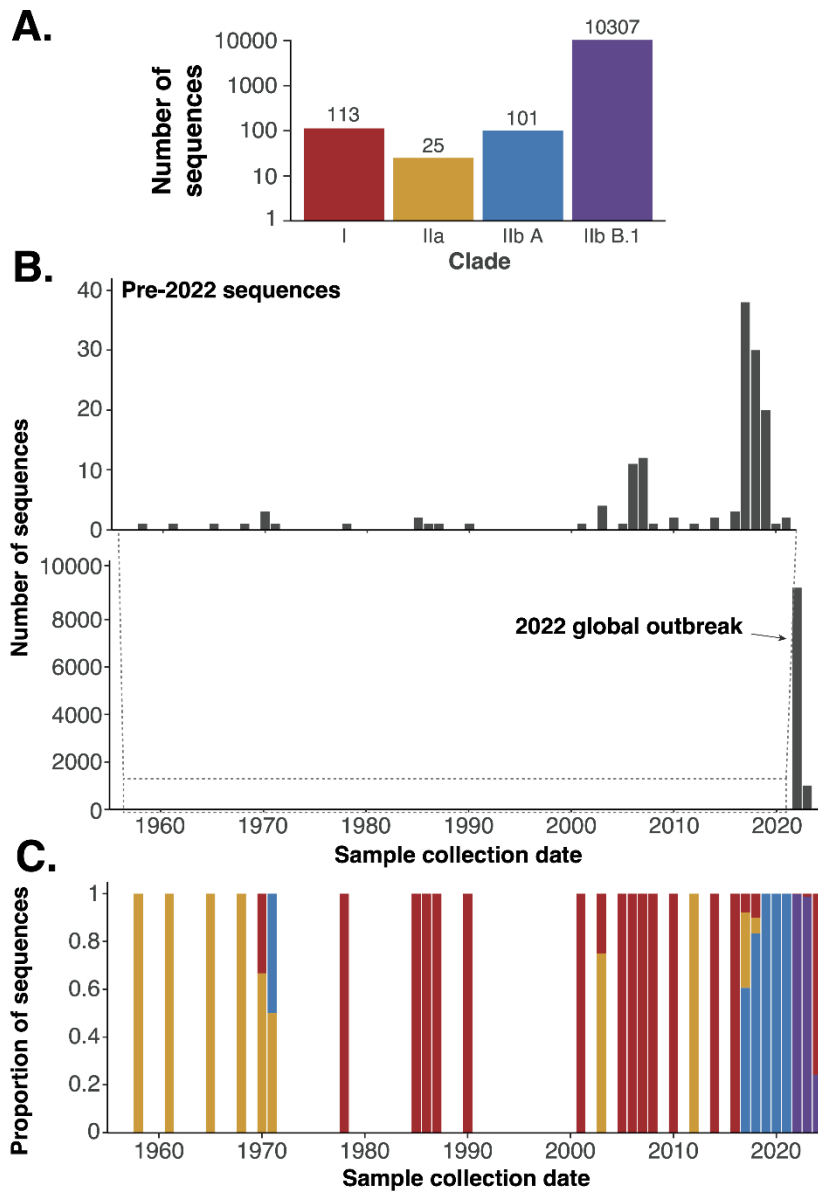 A.
Number of
sequences
10000
1000
100
10
1
113
25
101
10307
I
IIa
IIb A
IIb B.1
Clade
B.
Pre-2022 sequences
Number of sequences
40
30
20
10
0
10000
8000
6000
4000
2000
0
2022 global outbreak
1960
1970
1980
1990
2000
2010
2020
Sample collection date
C.
Proportion of sequences
1
0.8
0.6
0.4
0.2
0
1960
1970
1980
1990
2000
2010
2020
Sample collection date